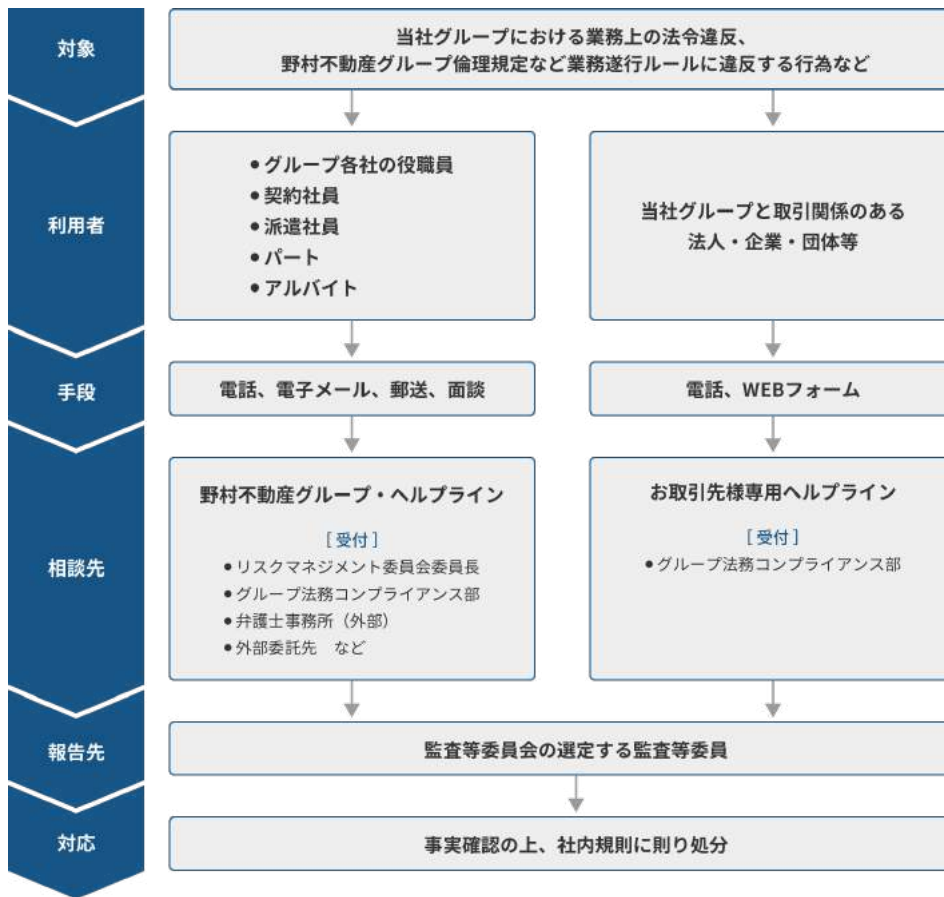 対象
当社グループにおける業務上の法令違反、
野村不動産グループ倫理規定など業務遂行ルールに違反する行為など
利用者
●グループ各社の役職員
●契約社員
●派遣社員
●パート
●アルバイト
当社グループと取引関係のある
法人・企業・団体等
手段
電話、電子メール、郵送、面談
電話、WEBフォーム
相談先
野村不動産グループ・ヘルプライン
［受付］
●リスクマネジメント委員会委員長
●グループ法務コンプライアンス部
●弁護士事務所（外部）
●外部委託先　など
お取引先様専用ヘルプライン
［受付］
●グループ法務コンプライアンス部
報告先
監査等委員会の選定する監査等委員
対応
事実確認の上、社内規則に則り処分